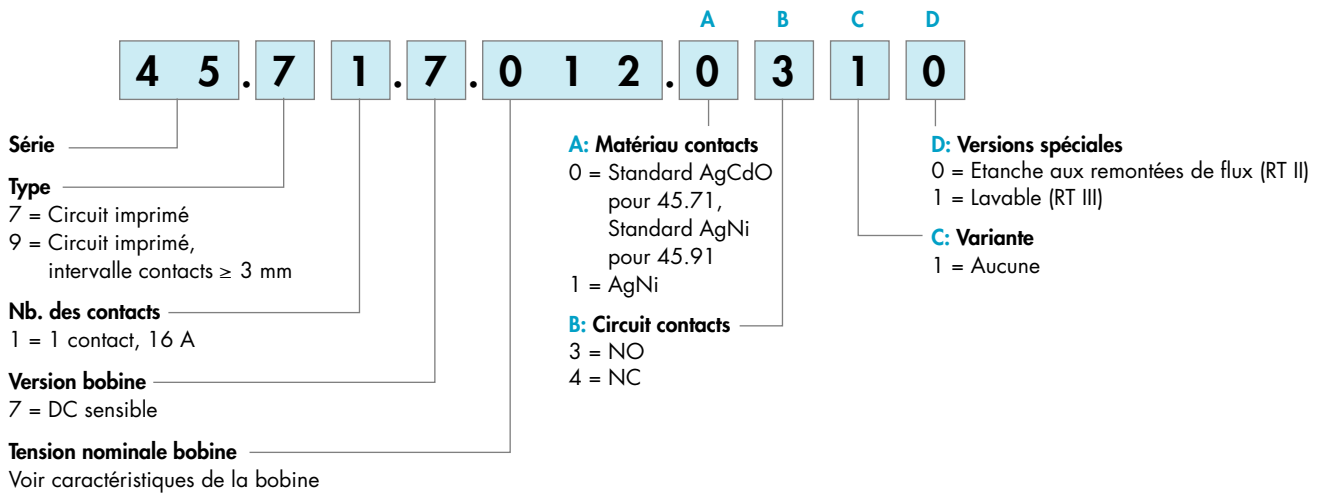 A B C D
4 5 . 7 1 . 7 . 0 1 2 . 0 3 1 0
Série
Type
7 = Circuit imprimé
9 = Circuit imprimé,
intervalle contacts ≥ 3 mm
Nb. des contacts
1 = 1 contact, 16 A
Version bobine
7 = DC sensible
Tension nominale bobine
Voir caractéristiques de la bobine
A: Matériau contacts
0 = Standard AgCdO
pour 45.71,
Standard AgNi
pour 45.91
1 = AgNi
B: Circuit contacts
3 = NO
4 = NC
D: Versions spéciales
0 = Etanche aux remontées de flux (RT II)
1 = Lavable (RT III)
C: Variante
1 = Aucune